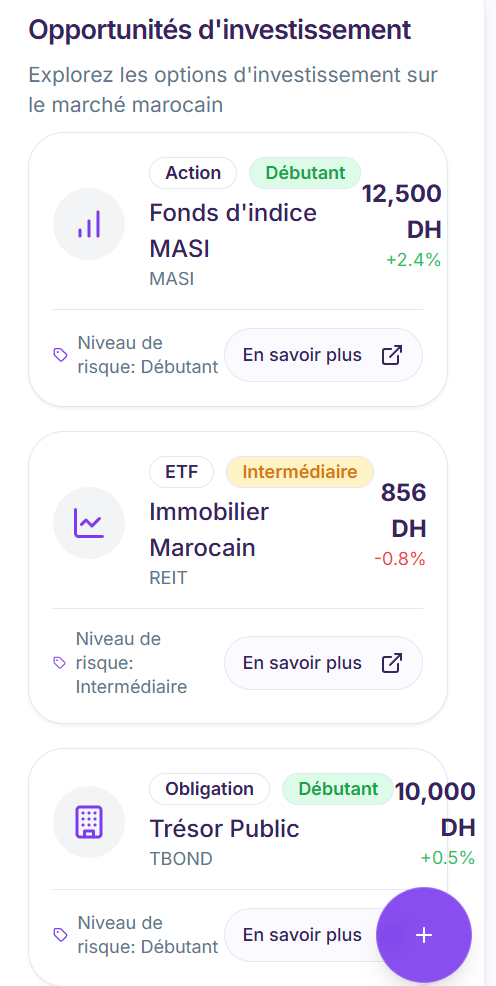 Opportunités d'investissement
Explorez les options d'investissement sur
le marché marocain
Action
Débutant
12,500
DH
+2.4%
Fonds d'indice
MASI
MASI
Niveau de
risque: Débutant
En savoir plus
ETF
Intermédiaire
856
DH
-0.8%
Immobilier
Marocain
REIT
Niveau de
risque:
Intermédiaire
En savoir plus
Obligation
Débutant
10,000
DH
+0.5%
Trésor Public
TBOND
Niveau de
risque: Débutant
En savoir plus
+